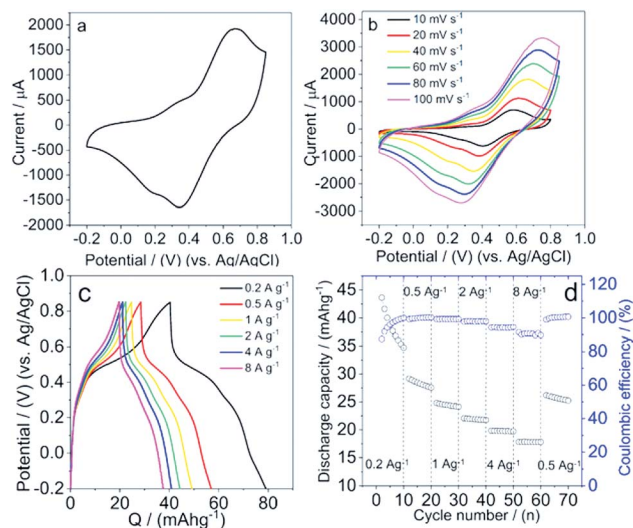 a
2000
1500
1000
500
0
-500
-1000
-1500
-2000
Current / µA
-0.2 0.0 0.2 0.4 0.6 0.8 1.0
Potential / (V) (vs. Ag/AgCl)
b
10 mV s⁻¹
20 mV s⁻¹
40 mV s⁻¹
60 mV s⁻¹
80 mV s⁻¹
100 mV s⁻¹
3000
2000
1000
0
-1000
-2000
-3000
Current / µA
-0.2 0.0 0.2 0.4 0.6 0.8 1.0
Potential / (V) (vs. Ag/AgCl)
c
0.2 A g⁻¹
0.5 A g⁻¹
1 A g⁻¹
2 A g⁻¹
4 A g⁻¹
8 A g⁻¹
1.0
0.8
0.6
0.4
0.2
0.0
-0.2
Potential / (V) (vs. Ag/AgCl)
0 20 40 60 80
Q / (mAhg⁻¹)
d
0.5 Ag⁻¹ 2 Ag⁻¹ 8 Ag⁻¹
0.2 Ag⁻¹ 1 Ag⁻¹ 4 Ag⁻¹ 0.5 Ag⁻¹
45
40
35
30
25
20
15
10
Discharge capacity / (mAhg⁻¹)
120
100
80
60
40
20
0
Coulombic efficiency / (%)
0 10 20 30 40 50 60 70
Cycle number / (n)